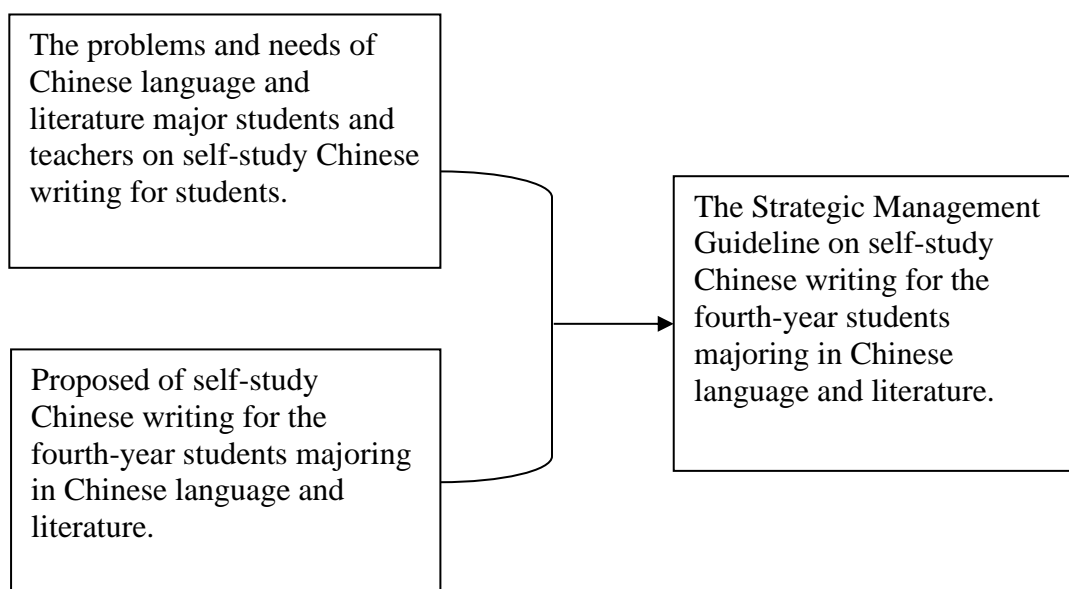 The problems and needs of
Chinese language and
literature major students and
teachers on self-study Chinese
writing for students.
Proposed of self-study
Chinese writing for the
fourth-year students majoring
in Chinese language and
literature.
The Strategic Management
Guideline on self-study
Chinese writing for the
fourth-year students
majoring in Chinese
language and literature.